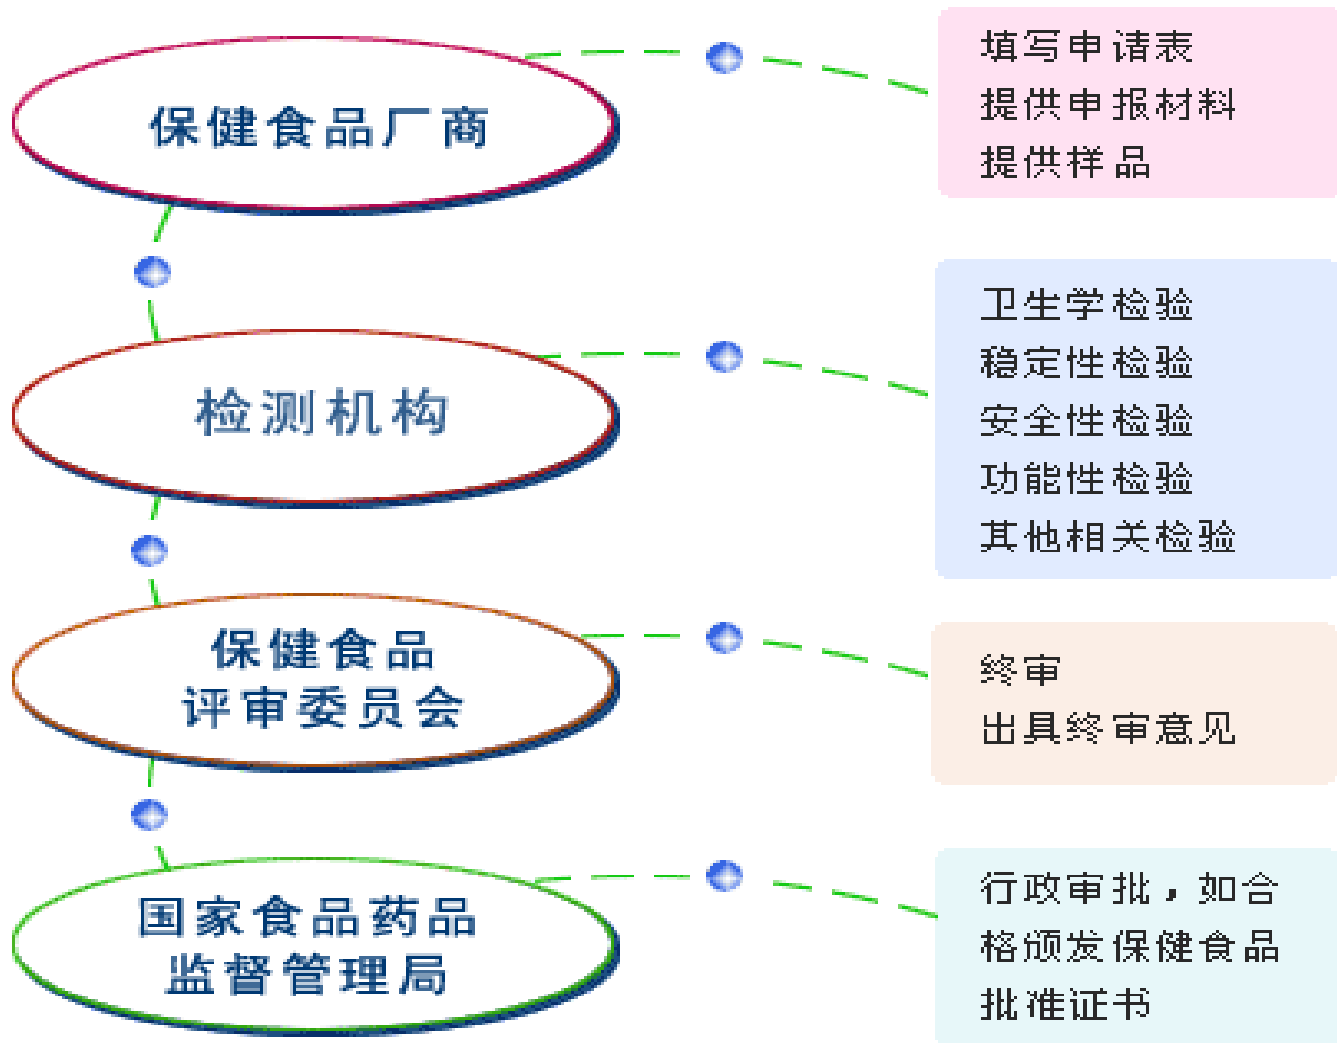 保健食品厂商
填写申请表
提供申报材料
提供样品
检测机构
卫生学检验
稳定性检验
安全性检验
功能性检验
其他相关检验
保健食品
评审委员会
终审
出具终审意见
国家食品药品
监督管理局
行政审批，如合
格颁发保健食品
批准证书